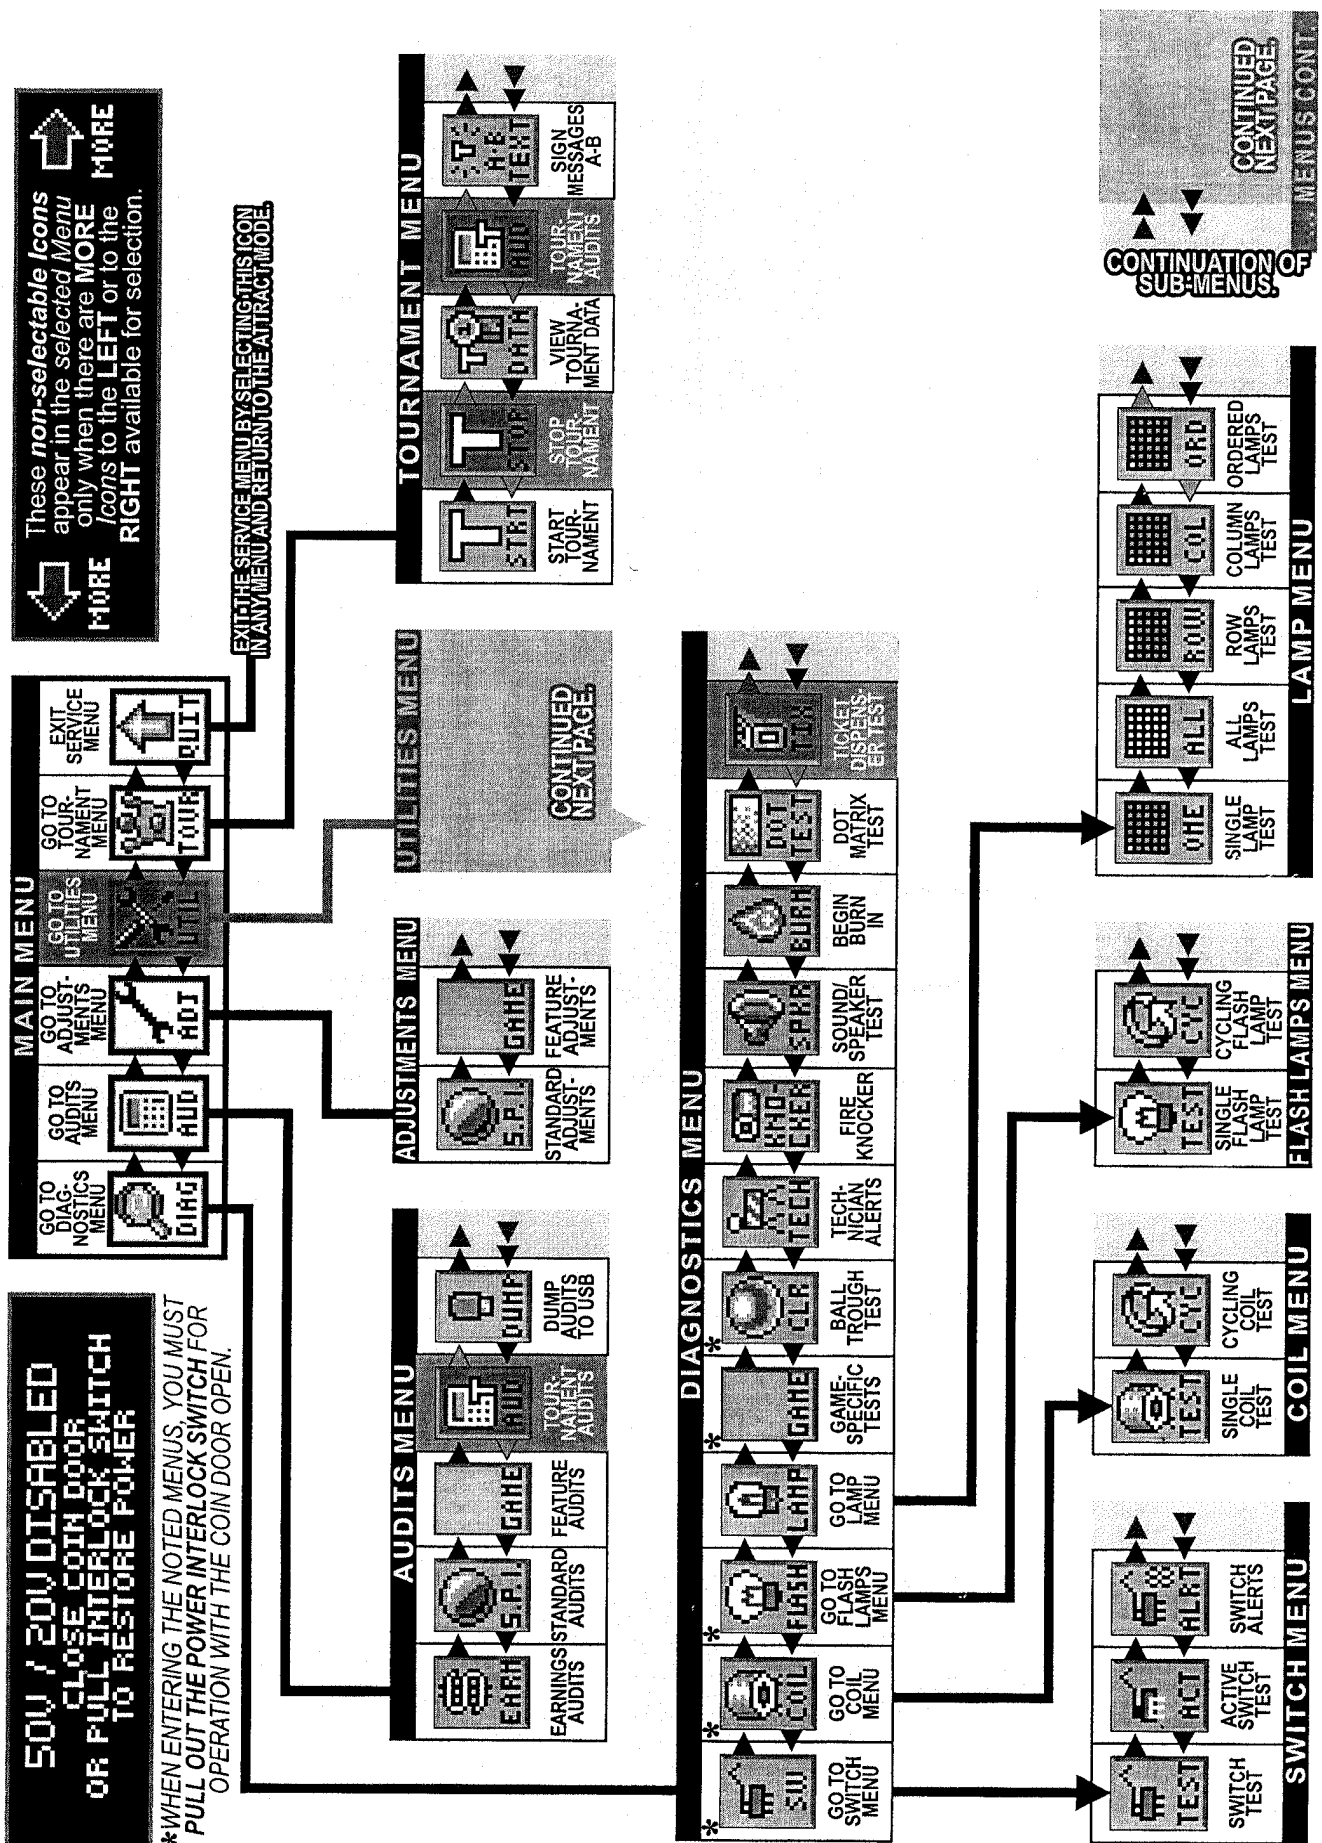 50V / 20V DISABLED
CLOSE COIN DOOR
OR PULL INTERLOCK SWITCH
TO RESTORE POWER
*WHEN ENTERING THE NOTED MENUS, YOU MUST
PULL OUT THE POWER INTERLOCK SWITCH FOR
OPERATION WITH THE COIN DOOR OPEN.
MAIN MENU
GO TO
DIAG-
NOSTICS
MENU
DIAG
GO TO
AUDITS
MENU
AUD
GO TO
ADJUST-
MENTS
MENU
ADJ
GO TO
UTILITIES
MENU
UTIL
GO TO
TOUR-
NAMENT
MENU
TOUR
EXIT
SERVICE
MENU
QUIT
MORE
These non-selectable Icons
appear in the selected Menu
only when there are MORE
Icons to the LEFT or to the
RIGHT available for selection.
MORE
EXIT THE SERVICE MENU BY SELECTING THIS ICON
IN ANY MENU AND RETURN TO THE ATTRACT MODE.
AUDITS MENU
EARN
EARNINGS
AUDITS
S.P.I.
STANDARD
AUDITS
GAME
FEATURE
AUDITS
AUD
TOUR-
NAMENT
AUDITS
DUMP
DUMP
AUDITS
TO USB
ADJUSTMENTS MENU
S.P.I.
STANDARD
ADJUST-
MENTS
GAME
FEATURE
ADJUST-
MENTS
UTILITIES MENU
CONTINUED
NEXT PAGE.
TOURNAMENT MENU
STRT
START
TOUR-
NAMENT
STOP
STOP
TOUR-
NAMENT
DATA
VIEW
TOURNA-
MENT DATA
AUD
TOUR-
NAMENT
AUDITS
T
A-B
TEXT
SIGN
MESSAGES
A-B
DIAGNOSTICS MENU
*
SW
GO TO
SWITCH
MENU
*
COIL
GO TO
COIL
MENU
*
FLASH
GO TO
FLASH
LAMPS
MENU
LAMP
GO TO
LAMP
MENU
*
GAME
GAME-
SPECIFIC
TESTS
*
CLR
BALL
TROUGH
TEST
TECH
TECH-
NICIAN
ALERTS
KNO-
CKER
FIRE
KNOCKER
SPKR
SOUND/
SPEAKER
TEST
BURN
BEGIN
BURN
IN
DOT
TEST
DOT
MATRIX
TEST
TIX
TICKET
DISPENS-
ER TEST
SWITCH MENU
TEST
SWITCH
TEST
ACT
ACTIVE
SWITCH
TEST
ALRT
SWITCH
ALERTS
COIL MENU
TEST
SINGLE
COIL
TEST
CYC
CYCLING
COIL
TEST
FLASH LAMPS MENU
TEST
SINGLE
FLASH
LAMP
TEST
CYC
CYCLING
FLASH
LAMP
TEST
LAMP MENU
ONE
SINGLE
LAMP
TEST
ALL
ALL
LAMPS
TEST
ROW
ROW
LAMPS
TEST
COL
COLUMN
LAMPS
TEST
ORD
ORDERED
LAMPS
TEST
CONTINUATION OF
SUB-MENUS.
CONTINUED
NEXT PAGE.
... MENUS CONT.